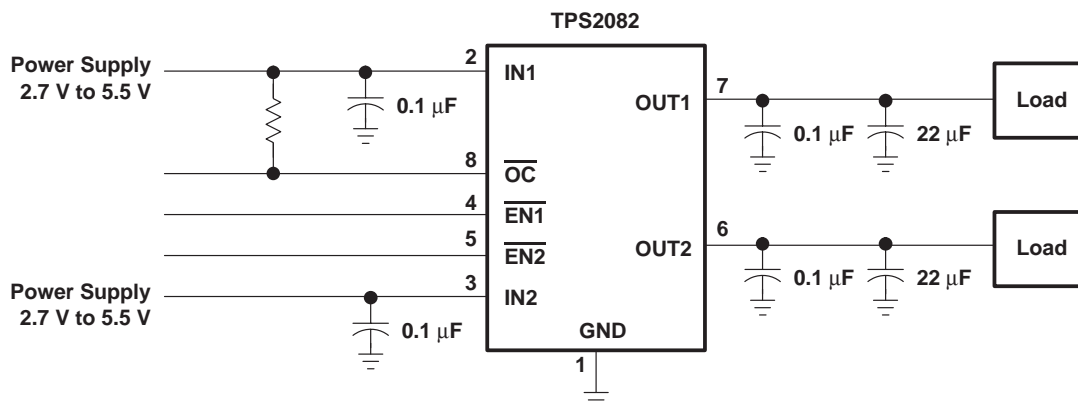 TPS2082
Power Supply
2.7 V to 5.5 V
2
IN1
0.1 μF
7
OUT1
0.1 μF
22 μF
Load
8
OC
4
EN1
5
EN2
6
OUT2
0.1 μF
22 μF
Load
Power Supply
2.7 V to 5.5 V
3
IN2
0.1 μF
GND
1